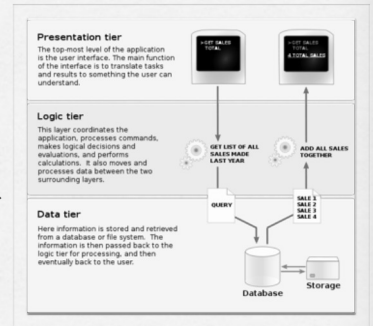 Presentation tier
The top-most level of the application
is the user interface. The main function
of the interface is to translate tasks
and results to something the user can
understand.
>GET SALES
TOTAL
>GET SALES
TOTAL
4 TOTAL SALES
Logic tier
This layer coordinates the
application, processes commands,
makes logical decisions and
evaluations, and performs
calculations. It also moves and
processes data between the two
surrounding layers.
GET LIST OF ALL
SALES MADE
LAST YEAR
ADD ALL SALES
TOGETHER
Data tier
Here information is stored and retrieved
from a database or file system. The
information is then passed back to the
logic tier for processing, and then
eventually back to the user.
QUERY
SALE 1
SALE 2
SALE 3
SALE 4
Database
Storage